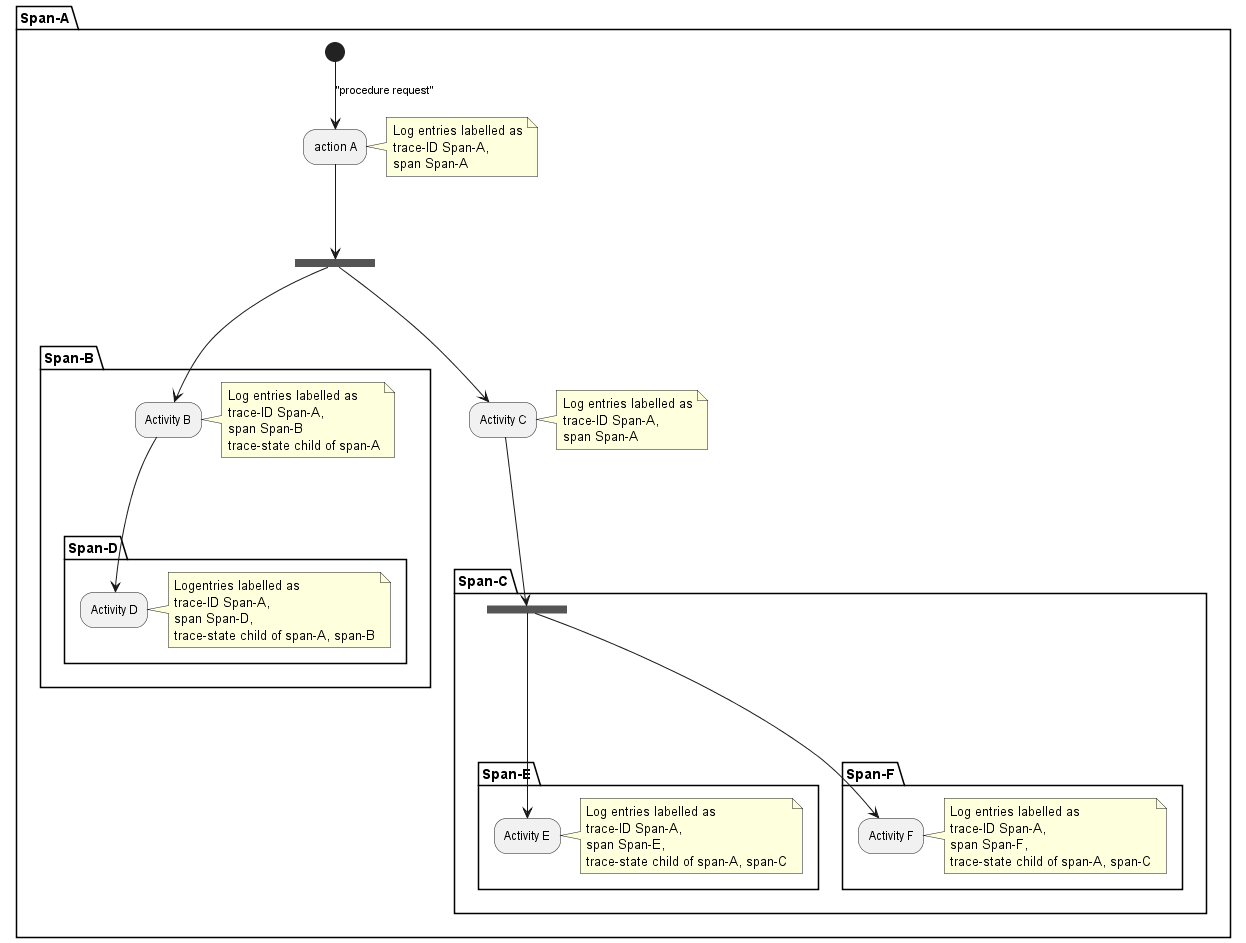 Span-A
"procedure request"
action A
Log entries labelled as
trace-ID Span-A,
span Span-A
Span-B
Activity B
Log entries labelled as
trace-ID Span-A,
span Span-B
trace-state child of span-A
Activity C
Log entries labelled as
trace-ID Span-A,
span Span-A
Span-D
Activity D
Logentries labelled as
trace-ID Span-A,
span Span-D,
trace-state child of span-A, span-B
Span-C
Span-E
Activity E
Log entries labelled as
trace-ID Span-A,
span Span-E,
trace-state child of span-A, span-C
Span-F
Activity F
Log entries labelled as
trace-ID Span-A,
span Span-F,
trace-state child of span-A, span-C